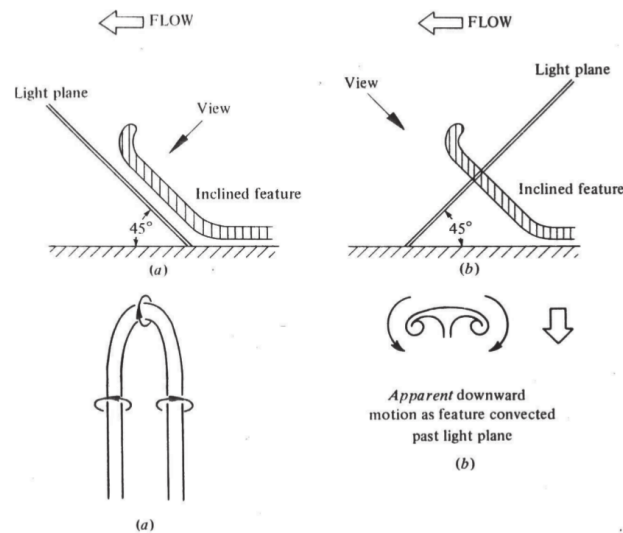 FLOW
Light plane
View
Inclined feature
45°
(a)
FLOW
Light plane
View
Inclined feature
45°
(b)
(a)
Apparent downward
motion as feature convected
past light plane
(b)